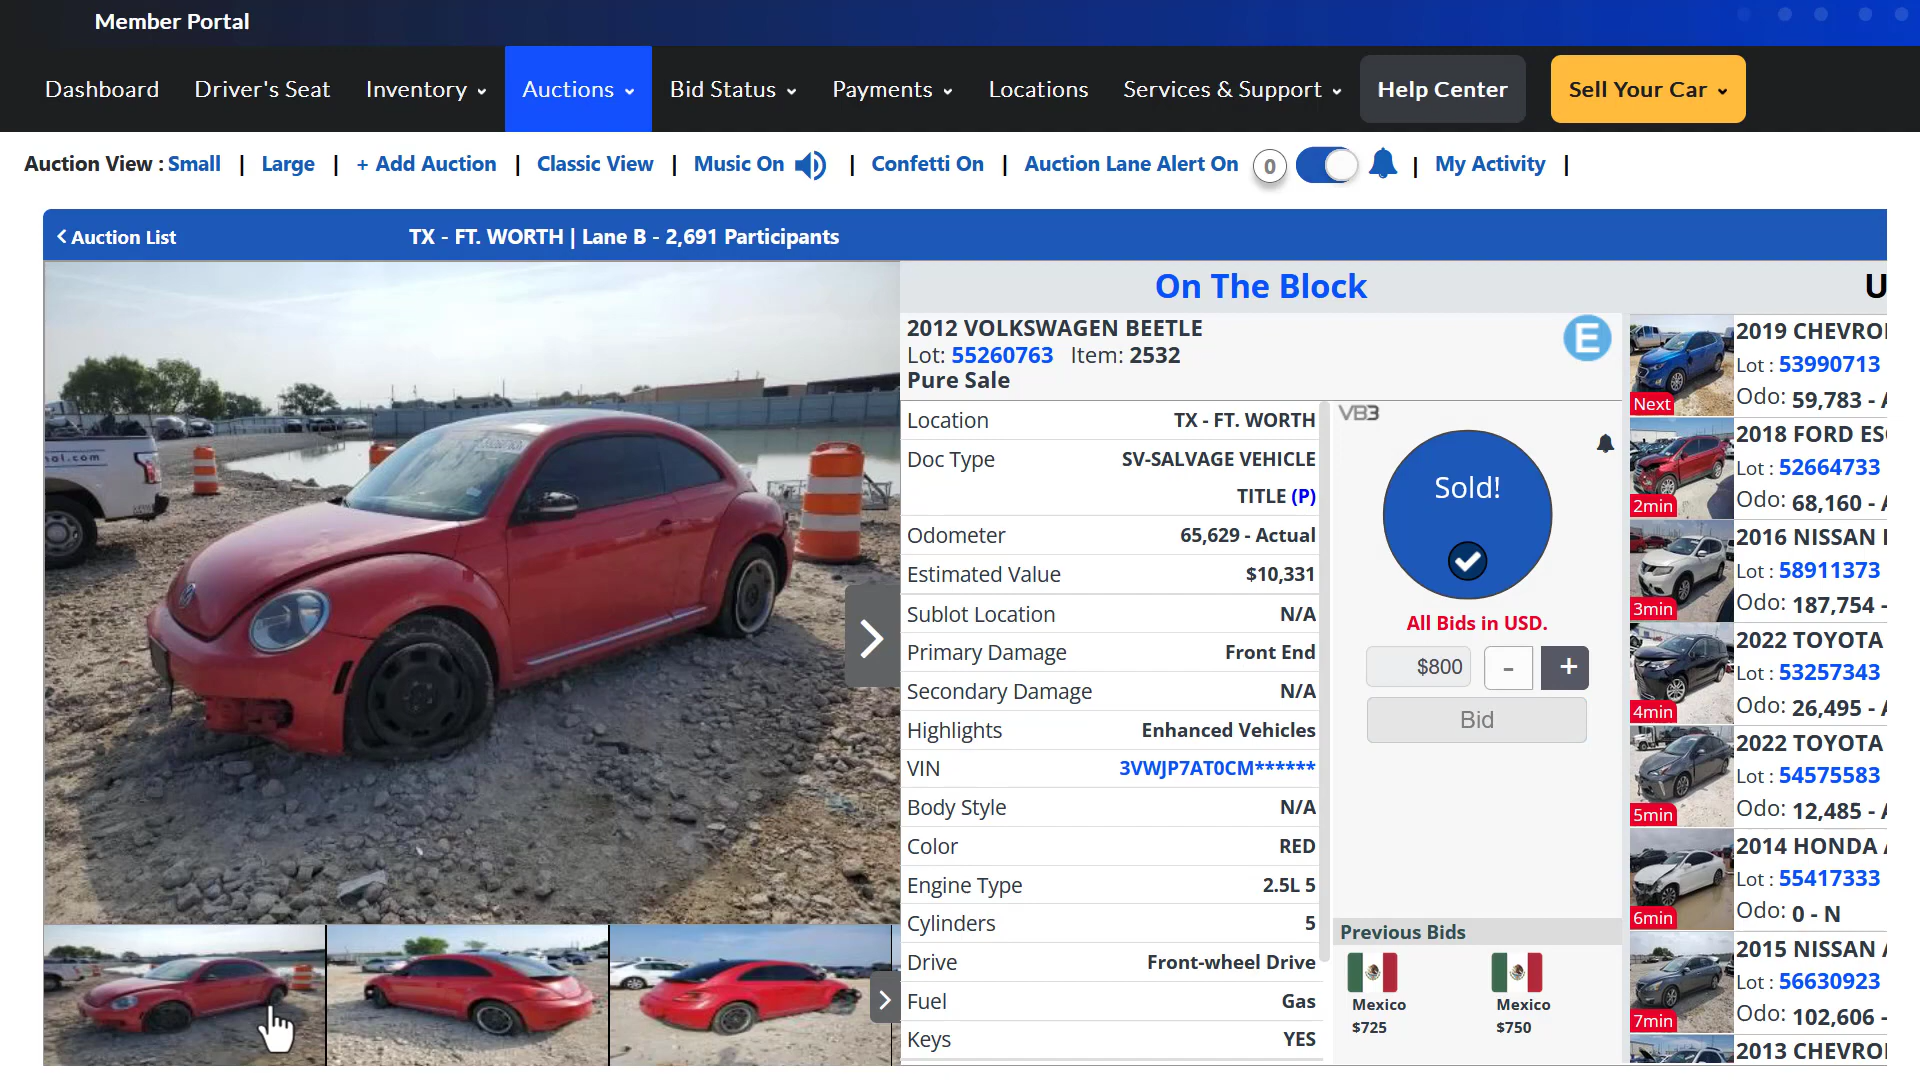 Member Portal
Dashboard Driver's Seat Inventory Auctions Bid Status Payments Locations Services & Support Help Center Sell Your Car
Auction View : Small | Large | + Add Auction | Classic View | Music On | Confetti On | Auction Lane Alert On 0 | My Activity |
Auction List TX - FT. WORTH | Lane B - 2,691 Participants
On The Block
2012 VOLKSWAGEN BEETLE
Lot: 55260763 Item: 2532
Pure Sale
E
Location TX - FT. WORTH
Doc Type SV-SALVAGE VEHICLE
TITLE (P)
Odometer 65,629 - Actual
Estimated Value $10,331
Sublot Location N/A
Primary Damage Front End
Secondary Damage N/A
Highlights Enhanced Vehicles
VIN 3VWJP7AT0CM******
Body Style N/A
Color RED
Engine Type 2.5L 5
Cylinders 5
Drive Front-wheel Drive
Fuel Gas
Keys YES
VB3
Sold!
All Bids in USD.
$800 - +
Bid
Previous Bids
Mexico
$725
Mexico
$750
U
2019 CHEVRO
Lot : 53990713
Odo: 59,783 -
Next
2018 FORD ES
Lot : 52664733
Odo: 68,160 -
2min
2016 NISSAN
Lot : 58911373
Odo: 187,754 -
3min
2022 TOYOTA
Lot : 53257343
Odo: 26,495 -
4min
2022 TOYOTA
Lot : 54575583
Odo: 12,485 -
5min
2014 HONDA
Lot : 55417333
Odo: 0 - N
6min
2015 NISSAN
Lot : 56630923
Odo: 102,606 -
7min
2013 CHEVRO